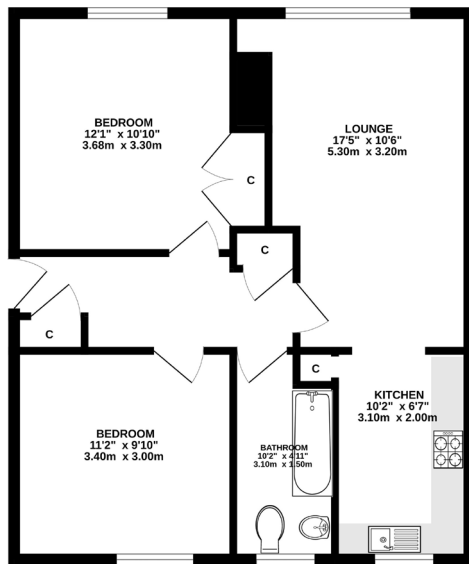 BEDROOM
12'1" x 10'10"
3.68m x 3.30m
LOUNGE
17'5" x 10'6"
5.30m x 3.20m
C
C
C
C
BEDROOM
11'2" x 9'10"
3.40m x 3.00m
BATHROOM
10'2" x 4'11"
3.10m x 1.50m
KITCHEN
10'2" x 6'7"
3.10m x 2.00m